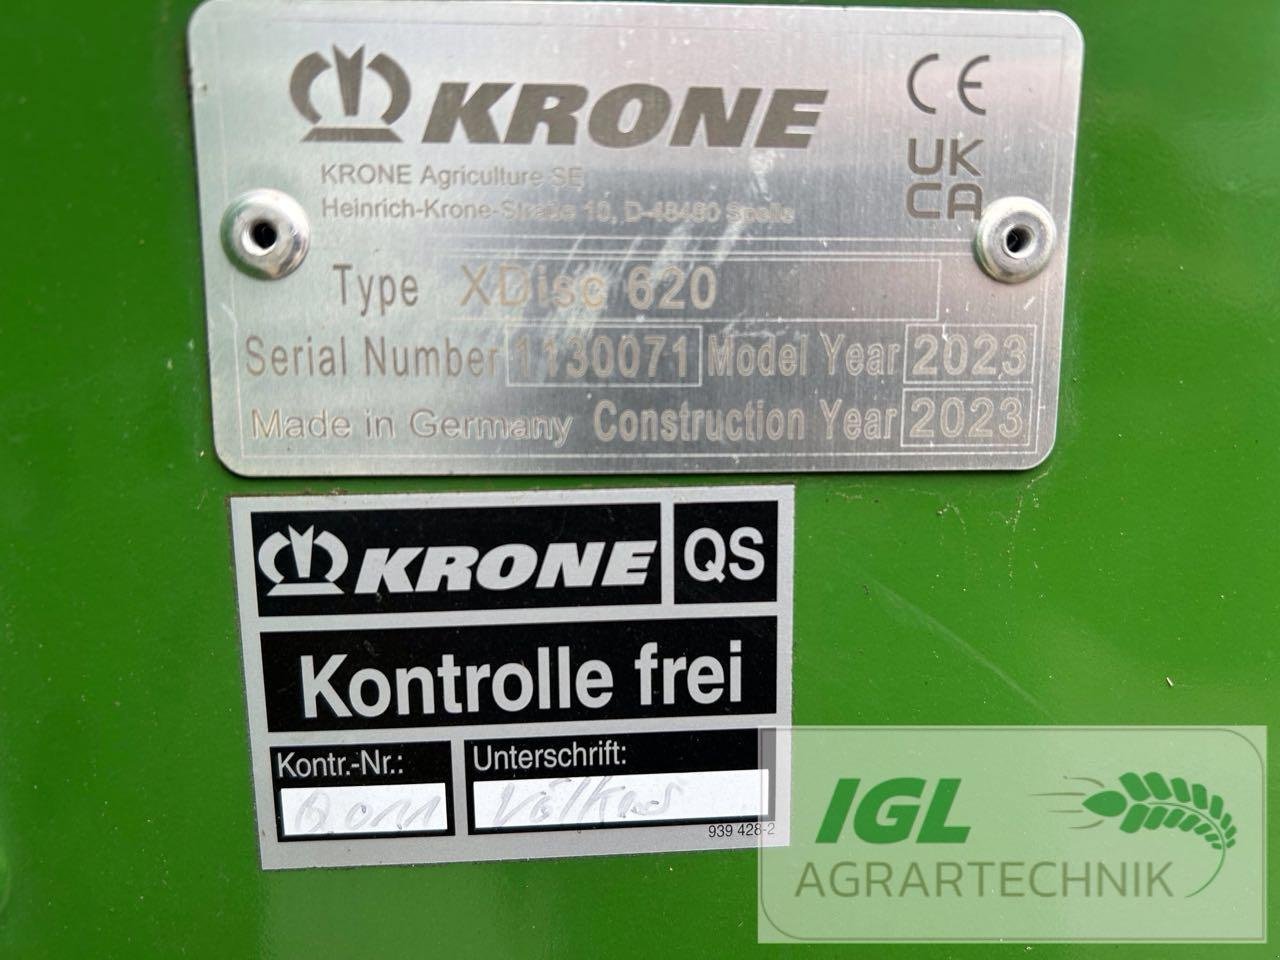 KRONE
CE
UK
CA
KRONE Agriculture SE
Heinrich-Krone-Straße 10, D-48480 Spelle
Type XDisc 620
Serial Number 1130071 Model Year 2023
Made in Germany Construction Year 2023
KRONE QS
Kontrolle frei
Kontr.-Nr.: Unterschrift:
939 428-2
IGL
AGRARTECHNIK